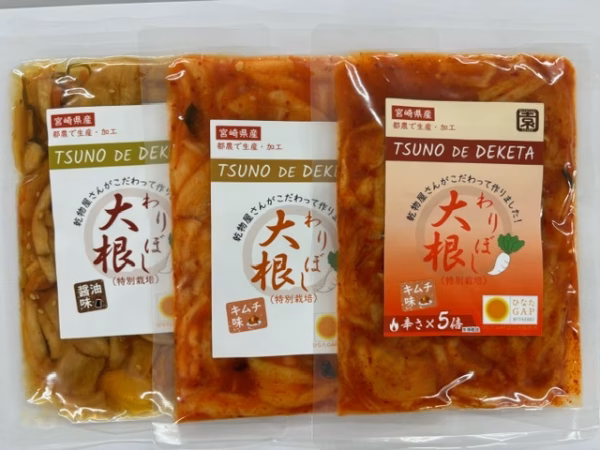 宮崎県産
都農で生産・加工
TSUNO DE DEKE
乾物屋さんがこだわって作り
わりぼし
大根
(特別栽培)
醤油
味
宮崎県産
都農で生産・加工
TSUNO DE DEKE
乾物屋さんがこだわって作りま
わりぼし
大根
(特別栽培)
キムチ
味
宮崎県産
都農で生産・加工
TSUNO DE DEKETA
乾物屋さんがこだわって作りました!
わりぼし
大根
(特別栽培)
キムチ
味
辛さ×5倍
ひなた
GAP